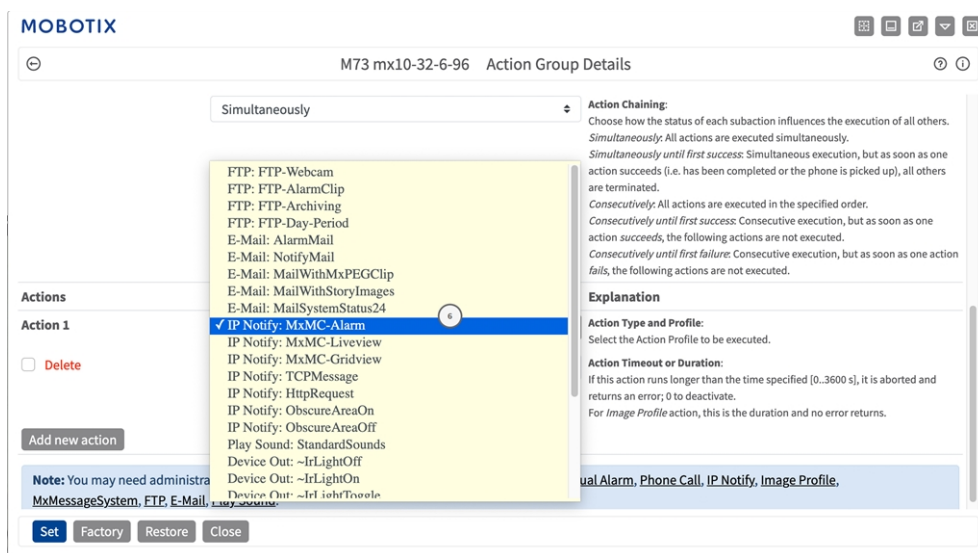 MOBOTIX
M73 mx10-32-6-96 Action Group Details
Simultaneously
Action Chaining:
Choose how the status of each subaction influences the execution of all others.
Simultaneously: All actions are executed simultaneously.
Simultaneously until first success: Simultaneous execution, but as soon as one
action succeeds (i.e. has been completed or the phone is picked up), all others
are terminated.
Consecutively: All actions are executed in the specified order.
Consecutively until first success: Consecutive execution, but as soon as one
action succeeds, the following actions are not executed.
Consecutively until first failure: Consecutive execution, but as soon as one action
fails, the following actions are not executed.
FTP: FTP-Webcam
FTP: FTP-AlarmClip
FTP: FTP-Archiving
FTP: FTP-Day-Period
E-Mail: AlarmMail
E-Mail: NotifyMail
E-Mail: MailWithMxPEGClip
E-Mail: MailWithStoryImages
E-Mail: MailSystemStatus24
6
✓ IP Notify: MxMC-Alarm
IP Notify: MxMC-Liveview
IP Notify: MxMC-Gridview
IP Notify: TCPMessage
IP Notify: HttpRequest
IP Notify: ObscureAreaOn
IP Notify: ObscureAreaOff
Play Sound: StandardSounds
Device Out: ~IrLightOff
Device Out: ~IrLightOn
Device Out: ~IrLightToggle
Actions
Explanation
Action 1
Action Type and Profile:
Select the Action Profile to be executed.
Delete
Action Timeout or Duration:
If this action runs longer than the time specified [0..3600 s], it is aborted and
returns an error; 0 to deactivate.
For Image Profile action, this is the duration and no error returns.
Add new action
Note: You may need administra
ual Alarm, Phone Call, IP Notify, Image Profile,
MxMessageSystem, FTP, E-Mail, Play Sound.
Set Factory Restore Close